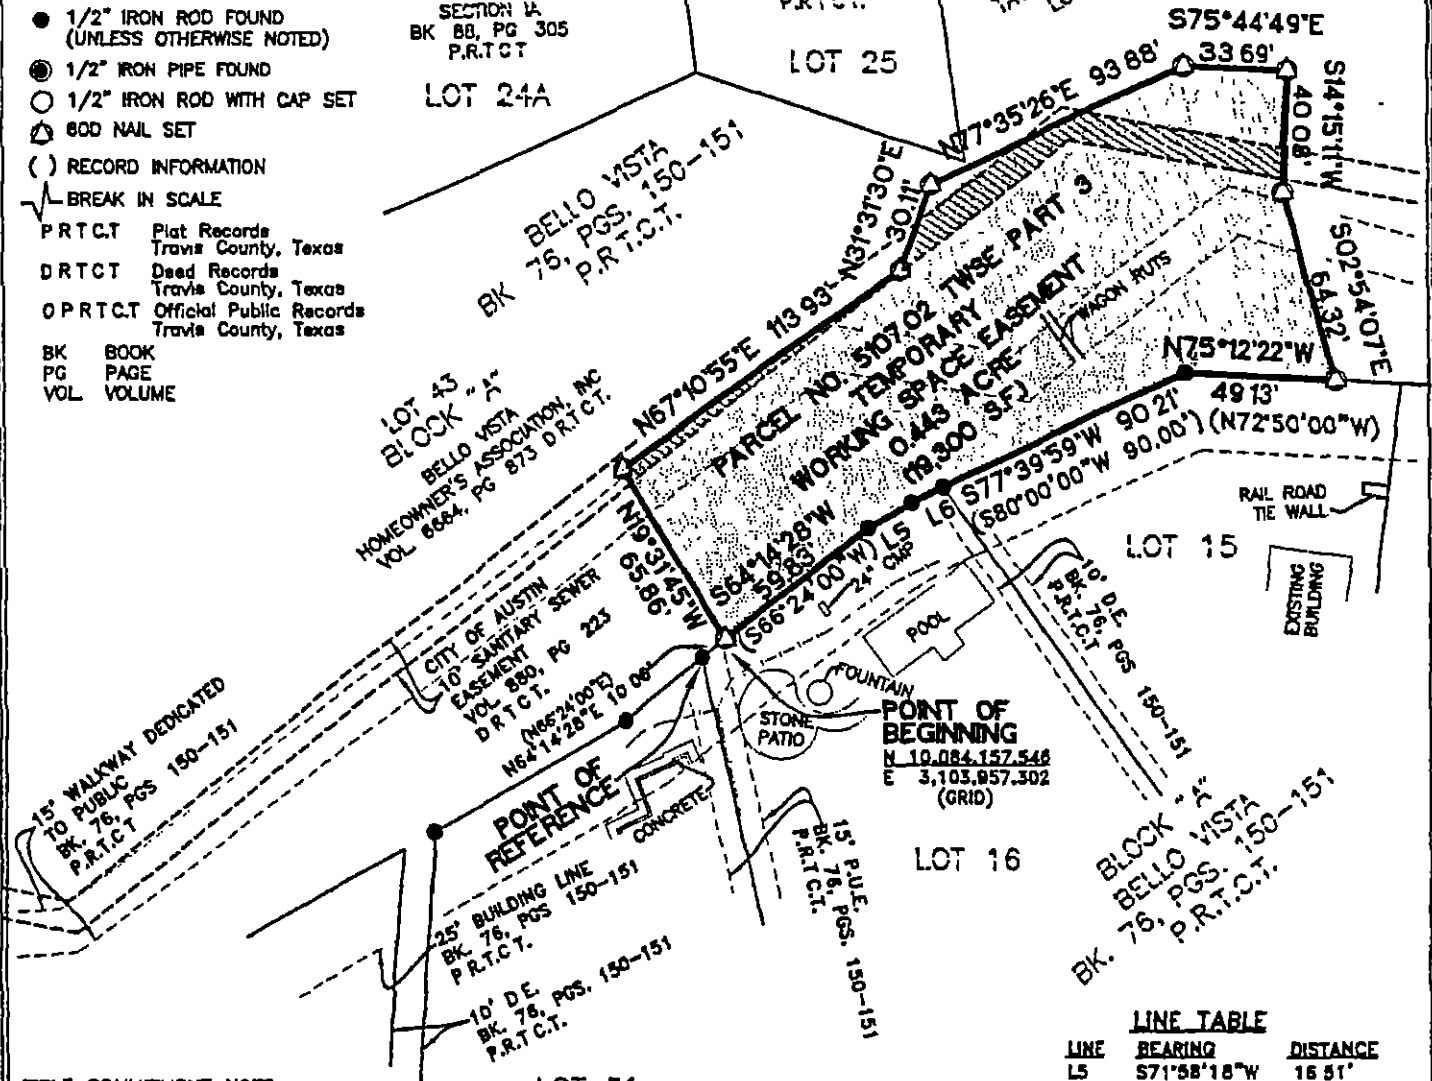 1/2" IRON ROD FOUND
(UNLESS OTHERWISE NOTED)
1/2" IRON PIPE FOUND
1/2" IRON ROD WITH CAP SET
60D NAIL SET
( ) RECORD INFORMATION
BREAK IN SCALE
P R T C.T Plat Records
Travis County, Texas
D R T C T Deed Records
Travis County, Texas
O P R T C.T Official Public Records
Travis County, Texas
BK BOOK
PG PAGE
VOL VOLUME
SECTION 1A
BK 88, PG 305
P.R.T C T
LOT 24A
LOT 25
BELLO VISTA
BK 76, PGS. 150-151
P.R T.C.T.
S75°44'49"E
33 69'
S14°15'11"W
40 08'
N77°35'26"E 93 88'
N31°31'30"E
30.11'
N67°10'55"E 113 93'
S02°54'07"E
64.32'
N75°12'22"W
49 13'
(N72°50'00"W)
S77°39'59"W 90 21'
(S80°00'00"W 90.00')
L6
L5
S64°14'28"W
59.83'
(S66°24'00"W)
N19°31'45"W
65.86'
PARCEL NO. 5107.02 TWSE PART 3
TEMPORARY
WORKING SPACE EASEMENT
0.443 ACRE
(19,300 S.F.)
WAGON RUTS
LOT 43
BLOCK "A"
BELLO VISTA
HOMEOWNER'S ASSOCIATION, INC
VOL 6684, PG 873 D R.T.C.T.
RAIL ROAD
TIE WALL
LOT 15
EXISTING
BUILDING
24" CMP
POOL
10' D.E.
BK. 76, PGS 150-151
P.R.T.C.T
CITY OF AUSTIN
10' SANITARY SEWER
EASEMENT
VOL 880, PG 223
D R T C T.
(N66°24'00"E)
N64°14'28"E 10 06'
FOUNTAIN
STONE
PATIO
POINT OF
BEGINNING
N 10,084,157.546
E 3,103,957.302
(GRID)
15' WALKWAY DEDICATED
TO PUBLIC
BK, 76, PGS 150-151
P.R.T.C T
POINT OF
REFERENCE
CONCRETE
LOT 16
15' P.U.E.
BK. 76, PGS. 150-151
P.R.T C.T.
BLOCK "A"
BELLO VISTA
BK. 76, PGS. 150-151
P.R.T.C.T.
25' BUILDING LINE
BK. 76, PGS 150-151
P R.T.C T.
10' D E.
BK. 76, PGS. 150-151
P.R.T C.T.
LINE TABLE
LINE BEARING DISTANCE
L5 S71°58'18"W 16 51'